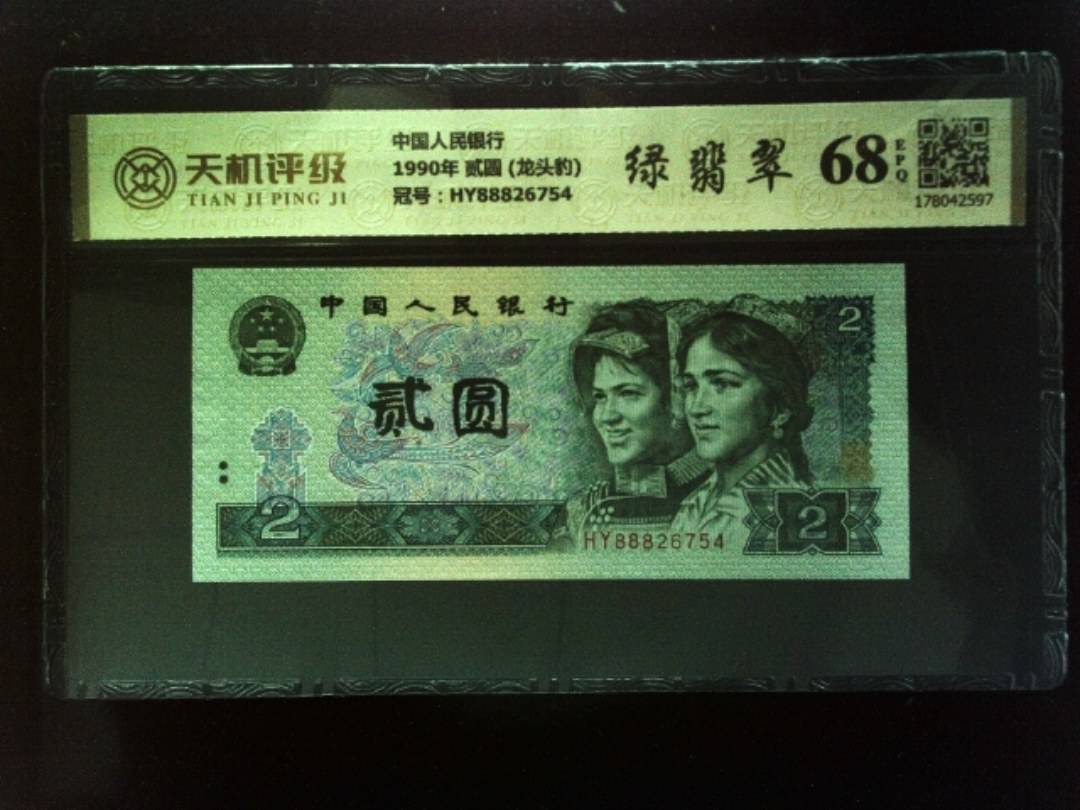 天机评级
TIAN JI PING JI
中国人民银行
1990年 贰圆 (龙头豹)
冠号：HY88826754
绿翡翠
68
EPQ
178042597
中国人民银行
2
贰圆
2
2
HY88826754